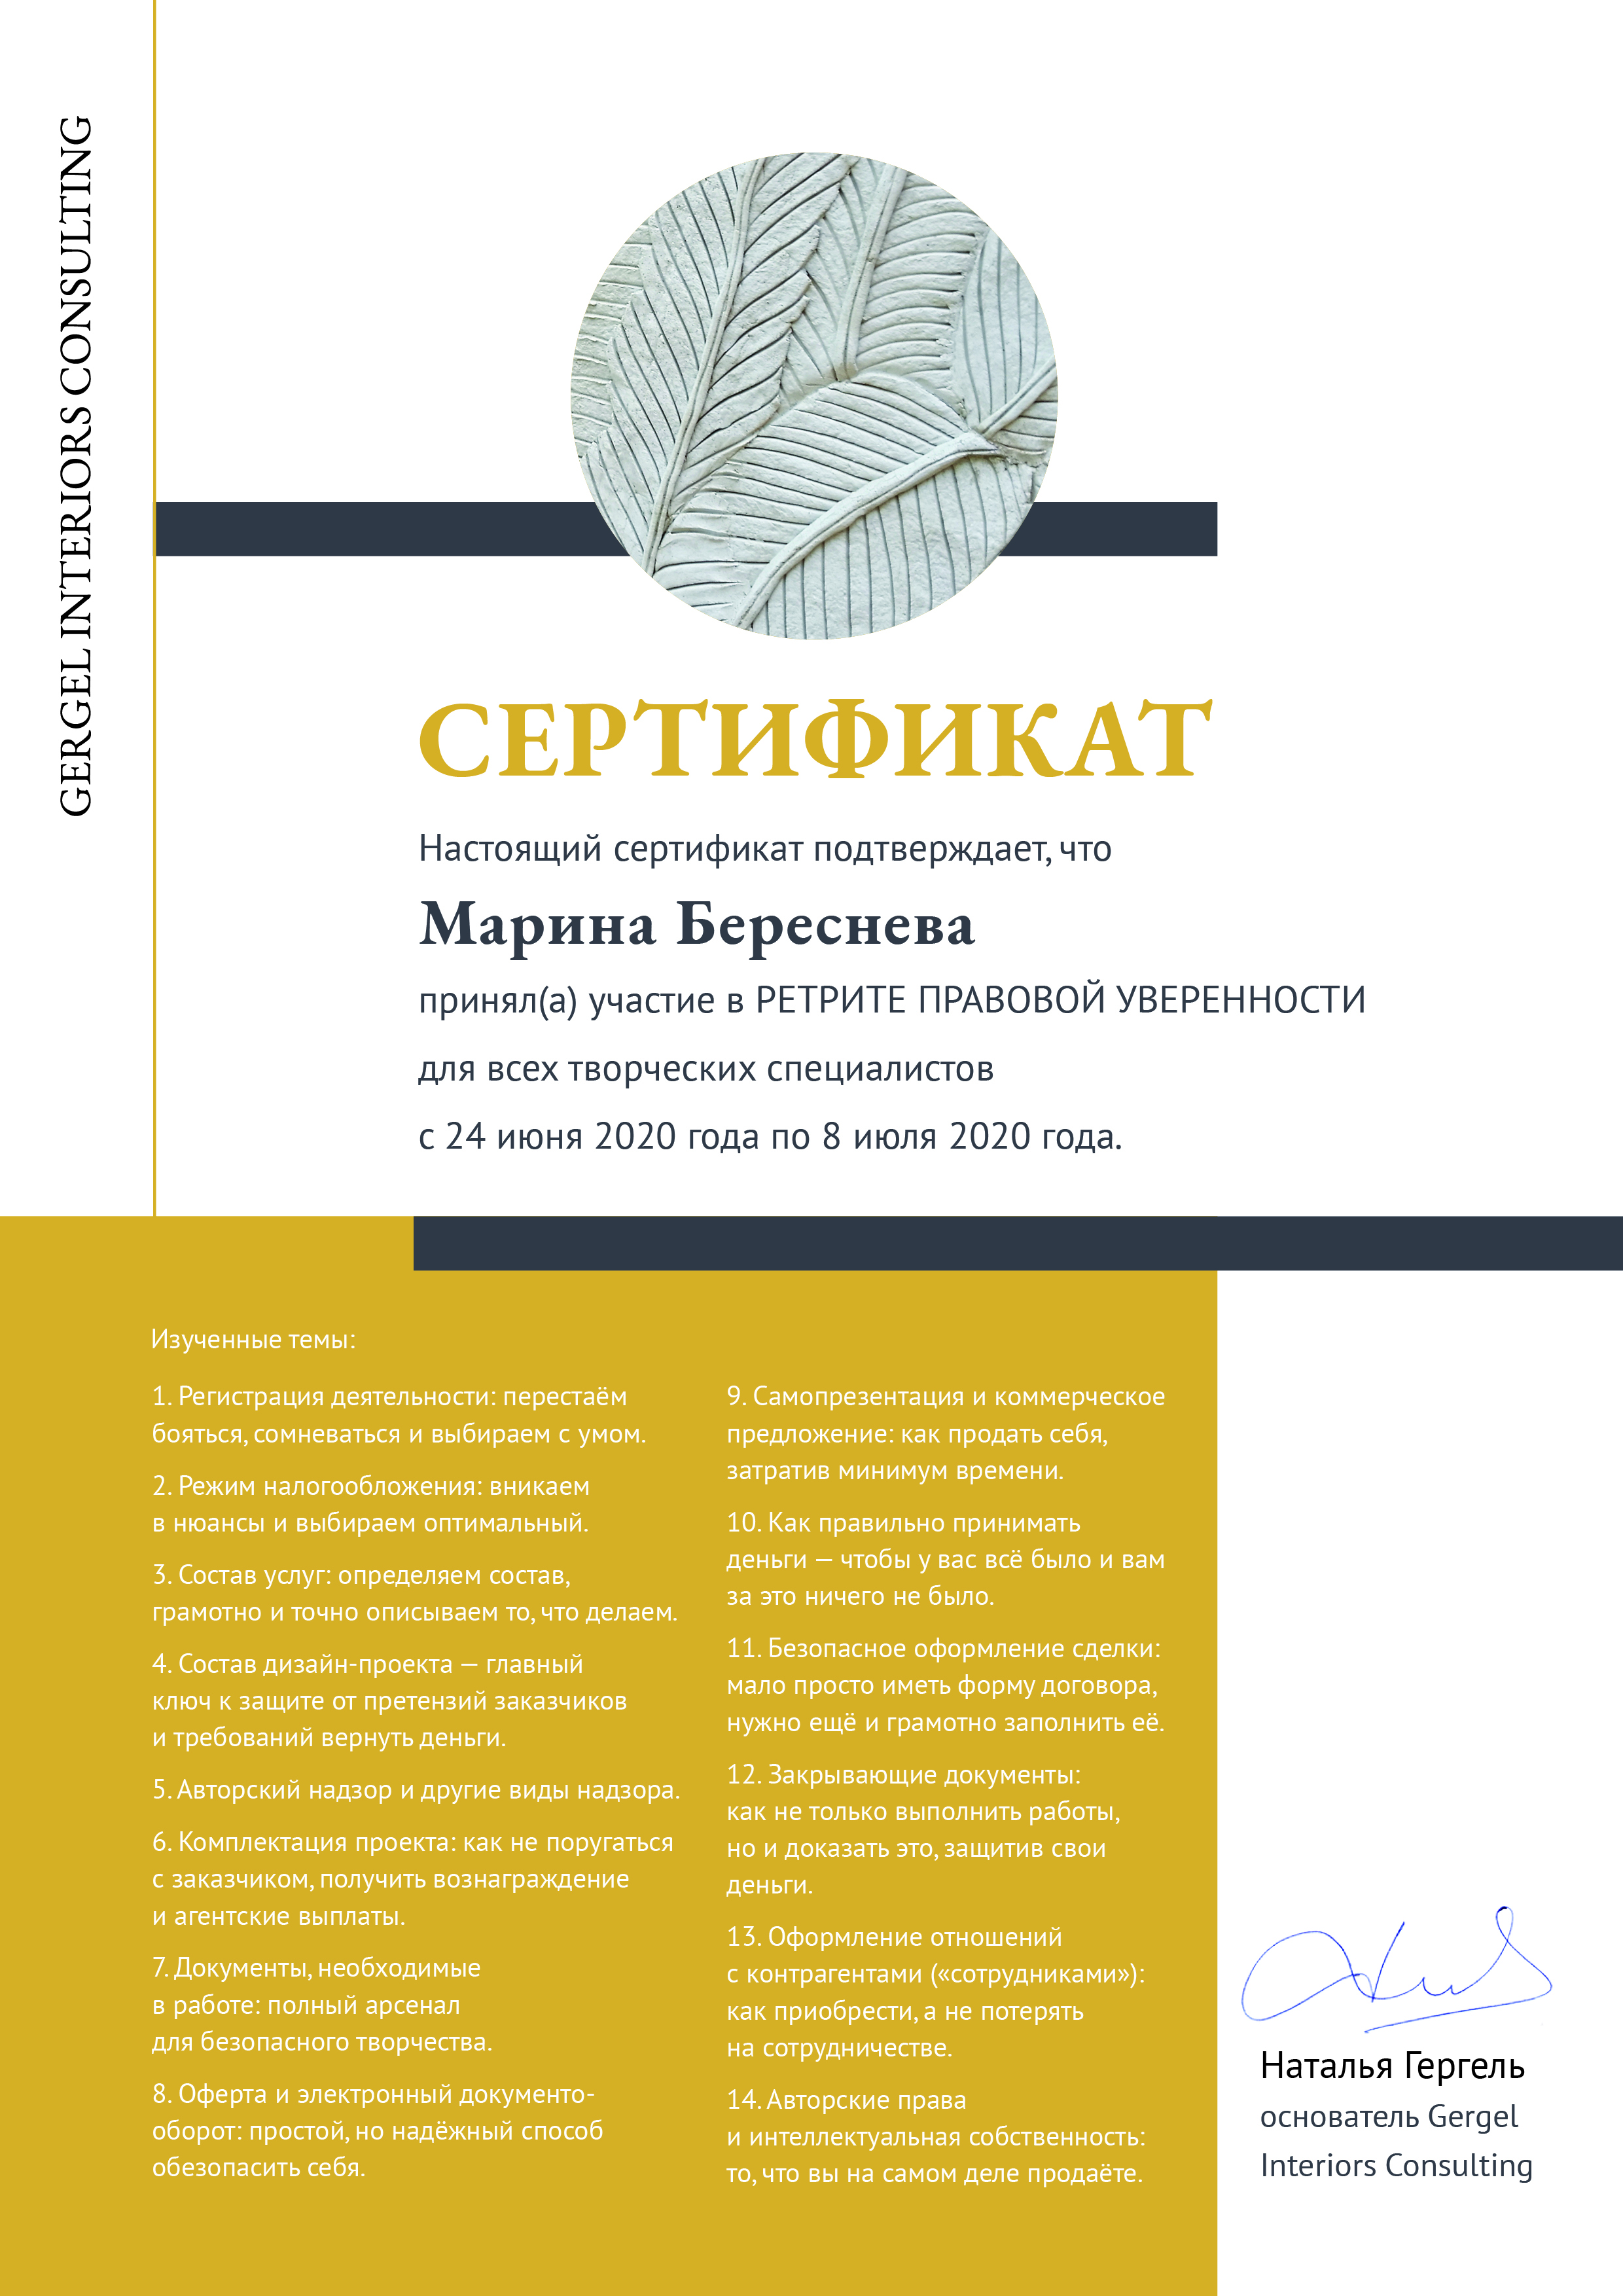 GERGEL INTERIORS CONSULTING
СЕРТИФИКАТ
Настоящий сертификат подтверждает, что
Марина Береснева
принял(а) участие в РЕТРИТЕ ПРАВОВОЙ УВЕРЕННОСТИ
для всех творческих специалистов
с 24 июня 2020 года по 8 июля 2020 года.
Изученные темы:
1. Регистрация деятельности: перестаём
бояться, сомневаться и выбираем с умом.
2. Режим налогообложения: вникаем
в нюансы и выбираем оптимальный.
3. Состав услуг: определяем состав,
грамотно и точно описываем то, что делаем.
4. Состав дизайн-проекта — главный
ключ к защите от претензий заказчиков
и требований вернуть деньги.
5. Авторский надзор и другие виды надзора.
6. Комплектация проекта: как не поругаться
с заказчиком, получить вознаграждение
и агентские выплаты.
7. Документы, необходимые
в работе: полный арсенал
для безопасного творчества.
8. Оферта и электронный документо-
оборот: простой, но надёжный способ
обезопасить себя.
9. Самопрезентация и коммерческое
предложение: как продать себя,
затратив минимум времени.
10. Как правильно принимать
деньги — чтобы у вас всё было и вам
за это ничего не было.
11. Безопасное оформление сделки:
мало просто иметь форму договора,
нужно ещё и грамотно заполнить её.
12. Закрывающие документы:
как не только выполнить работы,
но и доказать это, защитив свои
деньги.
13. Оформление отношений
с контрагентами («сотрудниками»):
как приобрести, а не потерять
на сотрудничестве.
14. Авторские права
и интеллектуальная собственность:
то, что вы на самом деле продаёте.
Наталья Гергель
основатель Gergel
Interiors Consulting